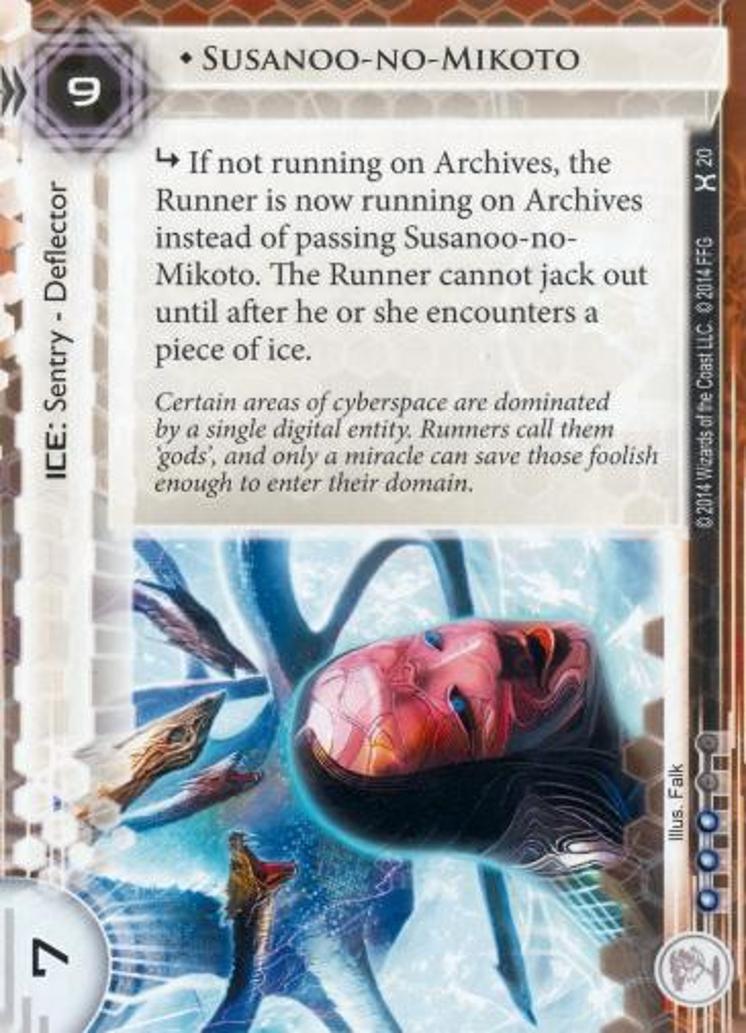 9
◆ SUSANOO-NO-MIKOTO
↳ If not running on Archives, the
Runner is now running on Archives
instead of passing Susanoo-no-
Mikoto. The Runner cannot jack out
until after he or she encounters a
piece of ice.
Certain areas of cyberspace are dominated
by a single digital entity. Runners call them
'gods', and only a miracle can save those foolish
enough to enter their domain.
ICE: Sentry - Deflector
7
Illus. Falk
© 2014 Wizards of the Coast LLC. © 2014 FFG
20